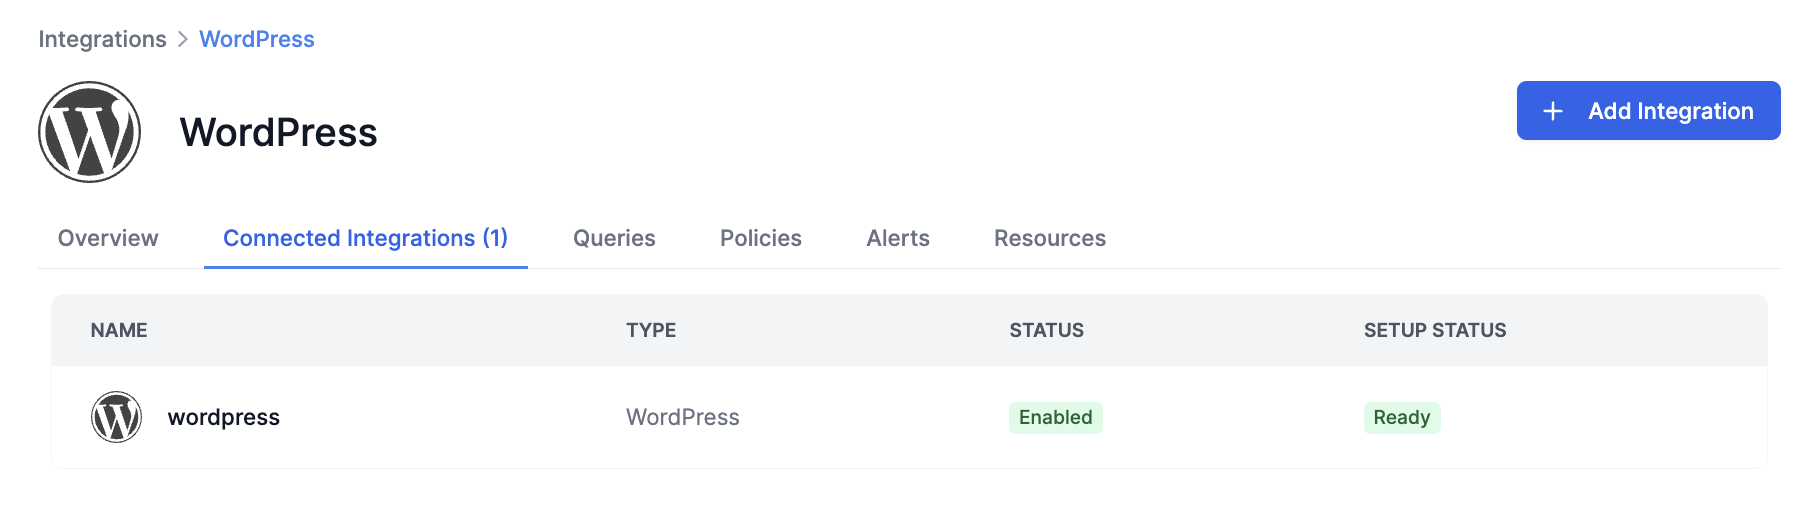 Integrations > WordPress
WordPress
+ Add Integration
Overview Connected Integrations (1) Queries Policies Alerts Resources
NAME TYPE STATUS SETUP STATUS
wordpress WordPress Enabled Ready